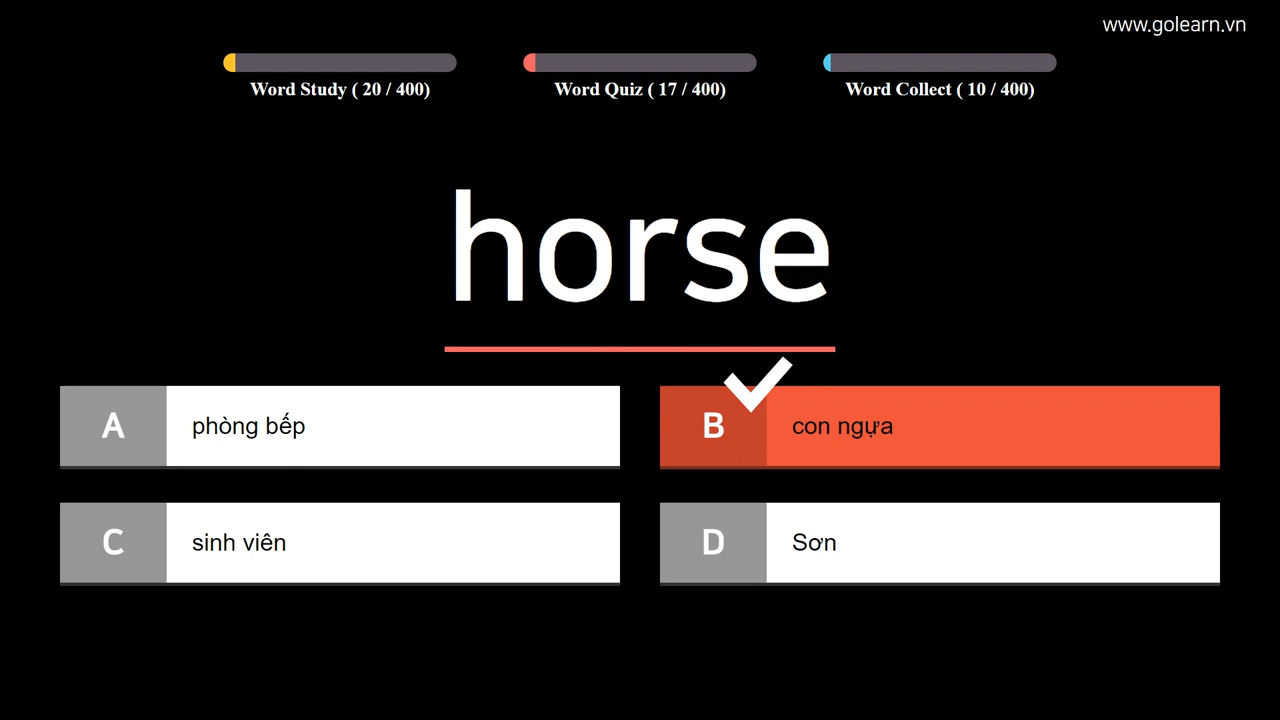 www.golearn.vn
Word Study ( 20 / 400)
Word Quiz ( 17 / 400)
Word Collect ( 10 / 400)
horse
A phòng bếp
B con ngựa
C sinh viên
D Sơn